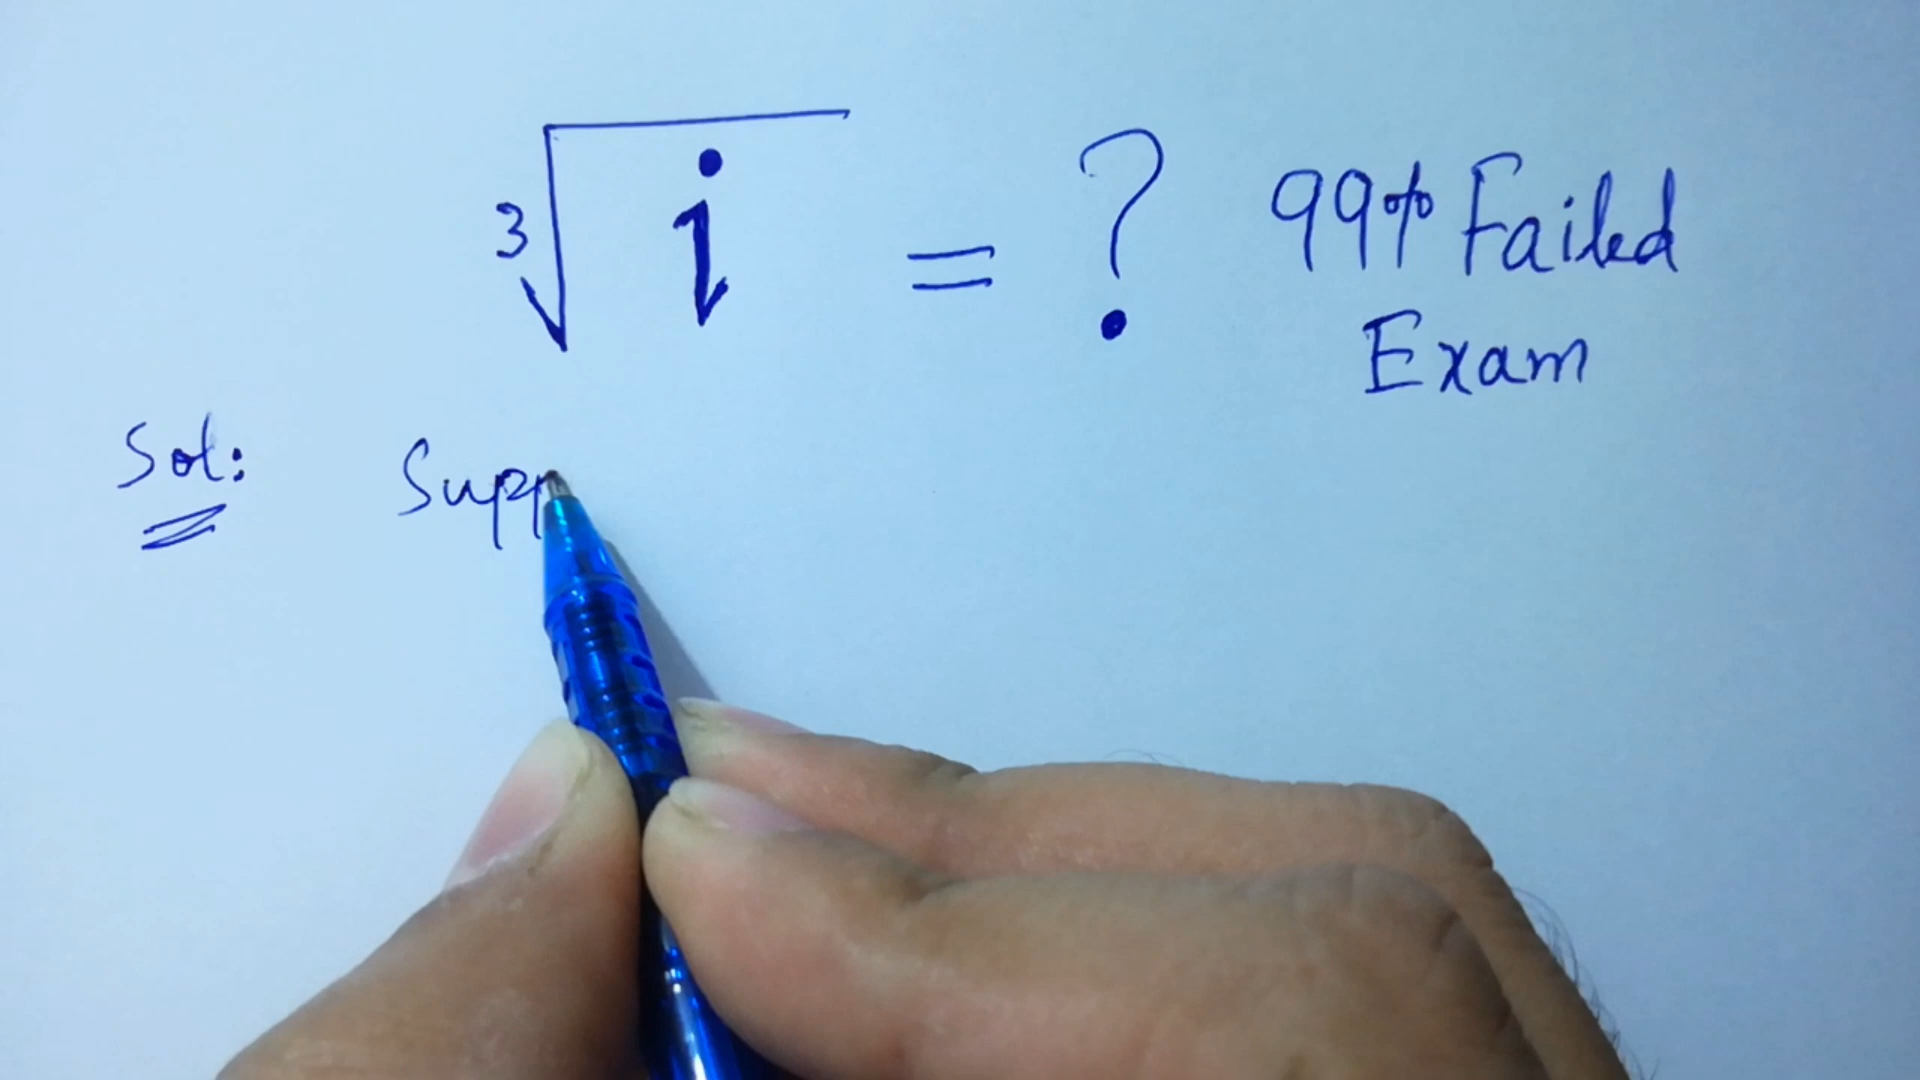 ∛i = ? 99% Failed
Exam
Sol: Supp